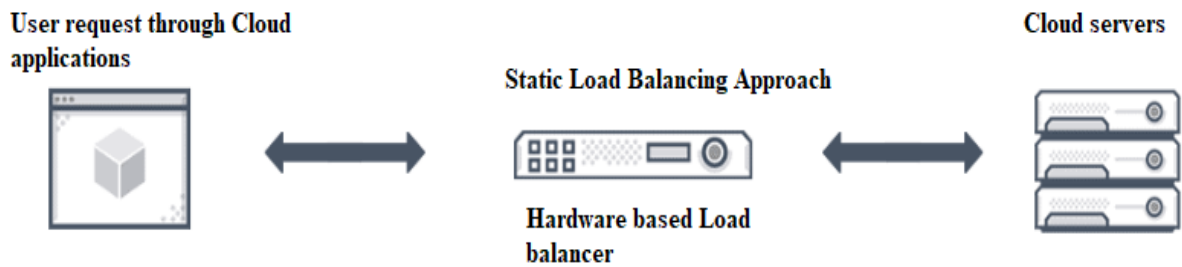 User request through Cloud
applications
Static Load Balancing Approach
Hardware based Load
balancer
Cloud servers